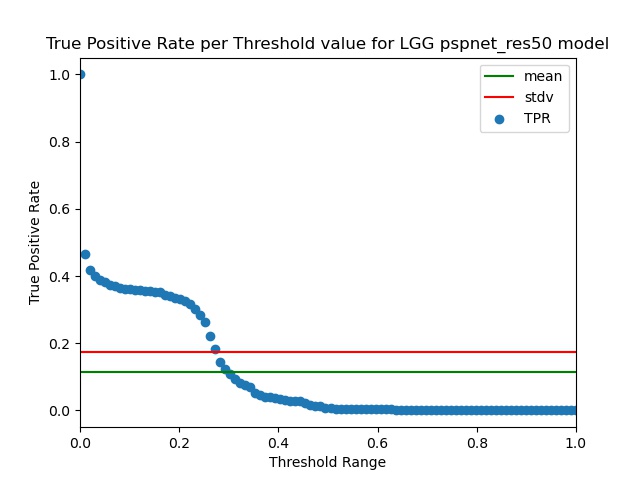 True Positive Rate per Threshold value for LGG pspnet_res50 model
mean
stdv
TPR
True Positive Rate
1.0
0.8
0.6
0.4
0.2
0.0
0.0 0.2 0.4 0.6 0.8 1.0
Threshold Range